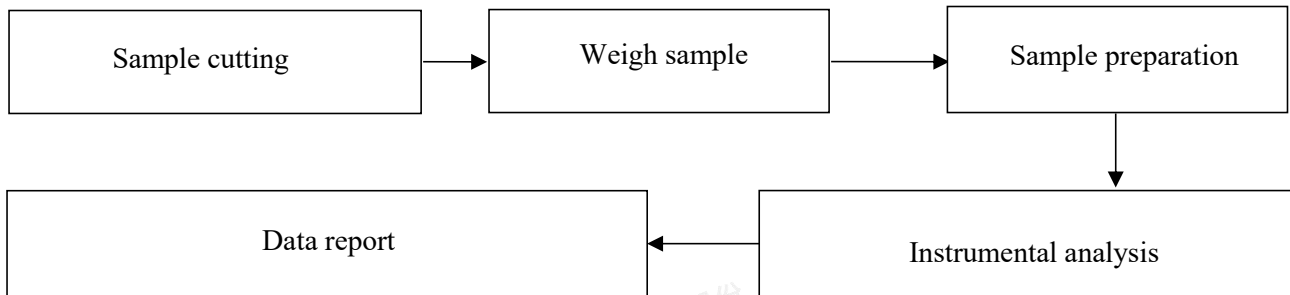 Sample cutting
Weigh sample
Sample preparation
Instrumental analysis
Data report